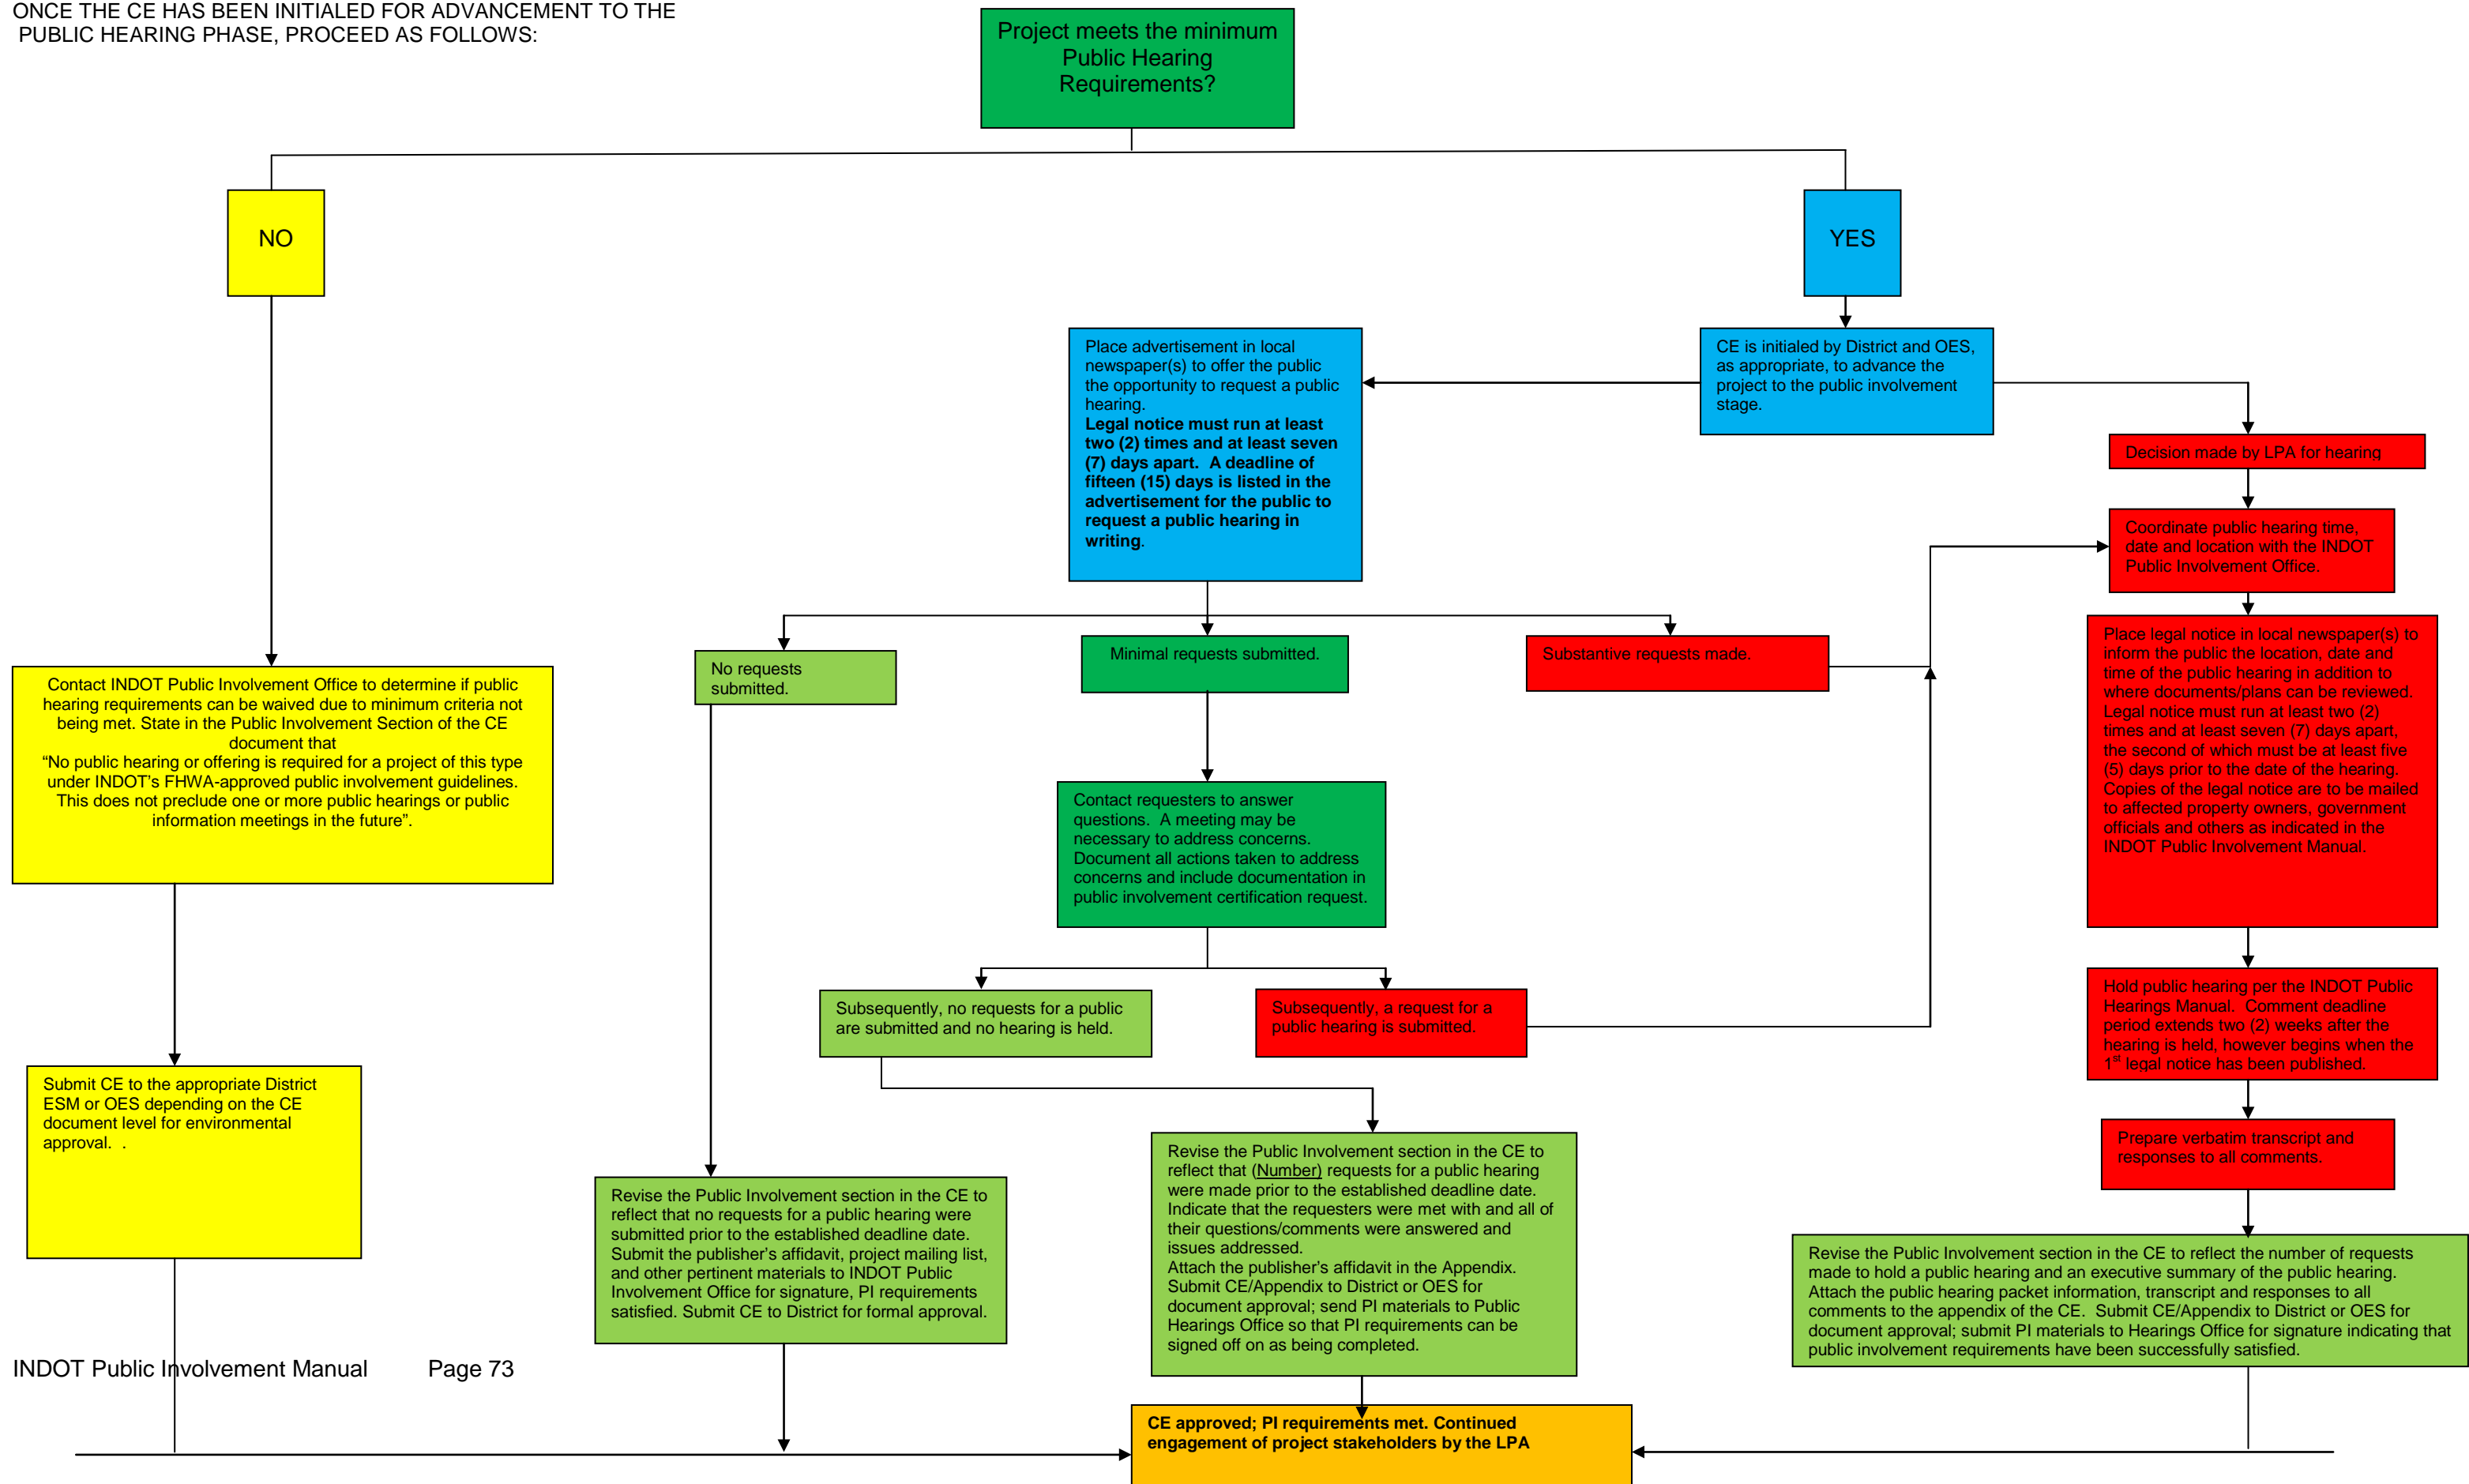 ONCE THE CE HAS BEEN INITIALED FOR ADVANCEMENT TO THE
PUBLIC HEARING PHASE, PROCEED AS FOLLOWS:
Project meets the minimum
Public Hearing
Requirements?
NO
YES
Place advertisement in local
newspaper(s) to offer the public
the opportunity to request a public
hearing.
Legal notice must run at least
two (2) times and at least seven
(7) days apart. A deadline of
fifteen (15) days is listed in the
advertisement for the public to
request a public hearing in
writing.
CE is initialed by District and OES,
as appropriate, to advance the
project to the public involvement
stage.
Decision made by LPA for hearing
Coordinate public hearing time,
date and location with the INDOT
Public Involvement Office.
Place legal notice in local newspaper(s) to
inform the public the location, date and
time of the public hearing in addition to
where documents/plans can be reviewed.
Legal notice must run at least two (2)
times and at least seven (7) days apart,
the second of which must be at least five
(5) days prior to the date of the hearing.
Copies of the legal notice are to be mailed
to affected property owners, government
officials and others as indicated in the
INDOT Public Involvement Manual.
No requests
submitted.
Minimal requests submitted.
Substantive requests made.
Contact INDOT Public Involvement Office to determine if public
hearing requirements can be waived due to minimum criteria not
being met. State in the Public Involvement Section of the CE
document that
“No public hearing or offering is required for a project of this type
under INDOT’s FHWA-approved public involvement guidelines.
This does not preclude one or more public hearings or public
information meetings in the future”.
Contact requesters to answer
questions. A meeting may be
necessary to address concerns.
Document all actions taken to address
concerns and include documentation in
public involvement certification request.
Subsequently, no requests for a public
are submitted and no hearing is held.
Subsequently, a request for a
public hearing is submitted.
Hold public hearing per the INDOT Public
Hearings Manual. Comment deadline
period extends two (2) weeks after the
hearing is held, however begins when the
1st legal notice has been published.
Submit CE to the appropriate District
ESM or OES depending on the CE
document level for environmental
approval. .
Prepare verbatim transcript and
responses to all comments.
Revise the Public Involvement section in the CE to
reflect that no requests for a public hearing were
submitted prior to the established deadline date.
Submit the publisher’s affidavit, project mailing list,
and other pertinent materials to INDOT Public
Involvement Office for signature, PI requirements
satisfied. Submit CE to District for formal approval.
Revise the Public Involvement section in the CE to
reflect that (Number) requests for a public hearing
were made prior to the established deadline date.
Indicate that the requesters were met with and all of
their questions/comments were answered and
issues addressed.
Attach the publisher’s affidavit in the Appendix.
Submit CE/Appendix to District or OES for
document approval; send PI materials to Public
Hearings Office so that PI requirements can be
signed off on as being completed.
Revise the Public Involvement section in the CE to reflect the number of requests
made to hold a public hearing and an executive summary of the public hearing.
Attach the public hearing packet information, transcript and responses to all
comments to the appendix of the CE. Submit CE/Appendix to District or OES for
document approval; submit PI materials to Hearings Office for signature indicating that
public involvement requirements have been successfully satisfied.
INDOT Public Involvement Manual Page 73
CE approved; PI requirements met. Continued
engagement of project stakeholders by the LPA